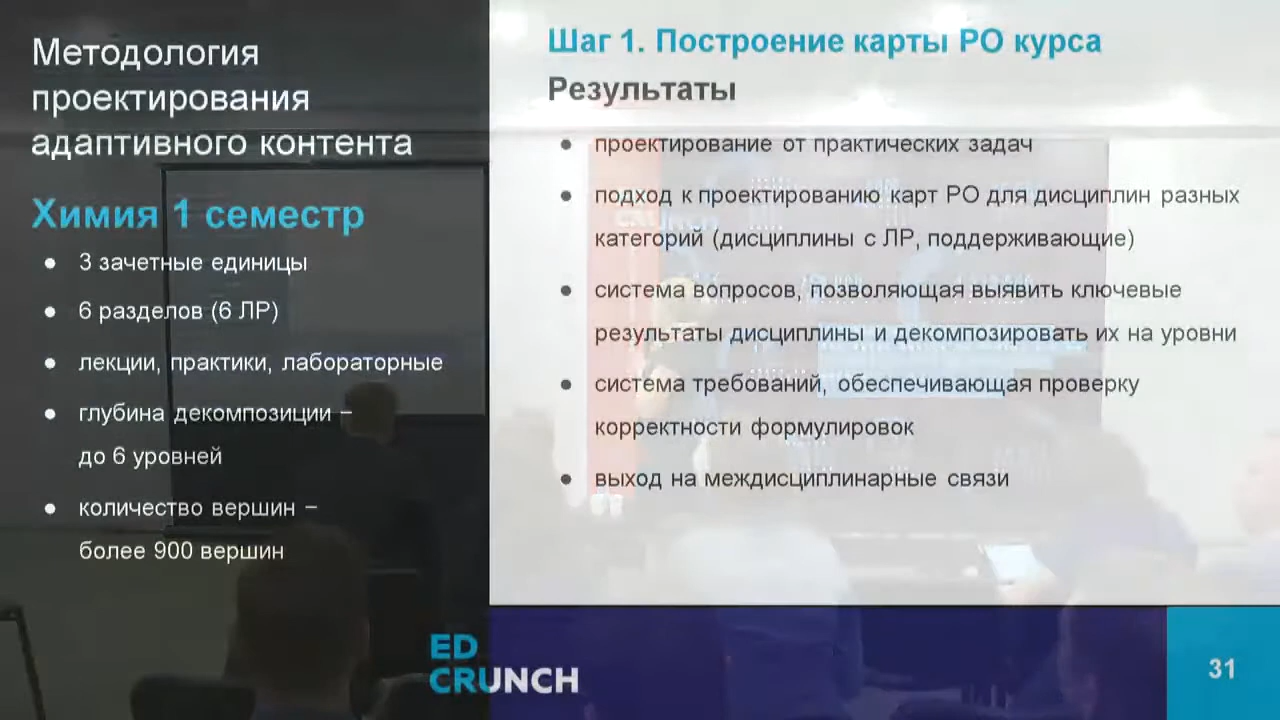 Методология
проектирования
адаптивного контента
Химия 1 семестр
● 3 зачетные единицы
● 6 разделов (6 ЛР)
● лекции, практики, лабораторные
● глубина декомпозиции –
до 6 уровней
● количество вершин –
более 900 вершин
Шаг 1. Построение карты РО курса
Результаты
● проектирование от практических задач
● подход к проектированию карт РО для дисциплин разных
категорий (дисциплины с ЛР, поддерживающие)
● система вопросов, позволяющая выявить ключевые
результаты дисциплины и декомпозировать их на уровни
● система требований, обеспечивающая проверку
корректности формулировок
● выход на междисциплинарные связи
ED
CRUNCH
31